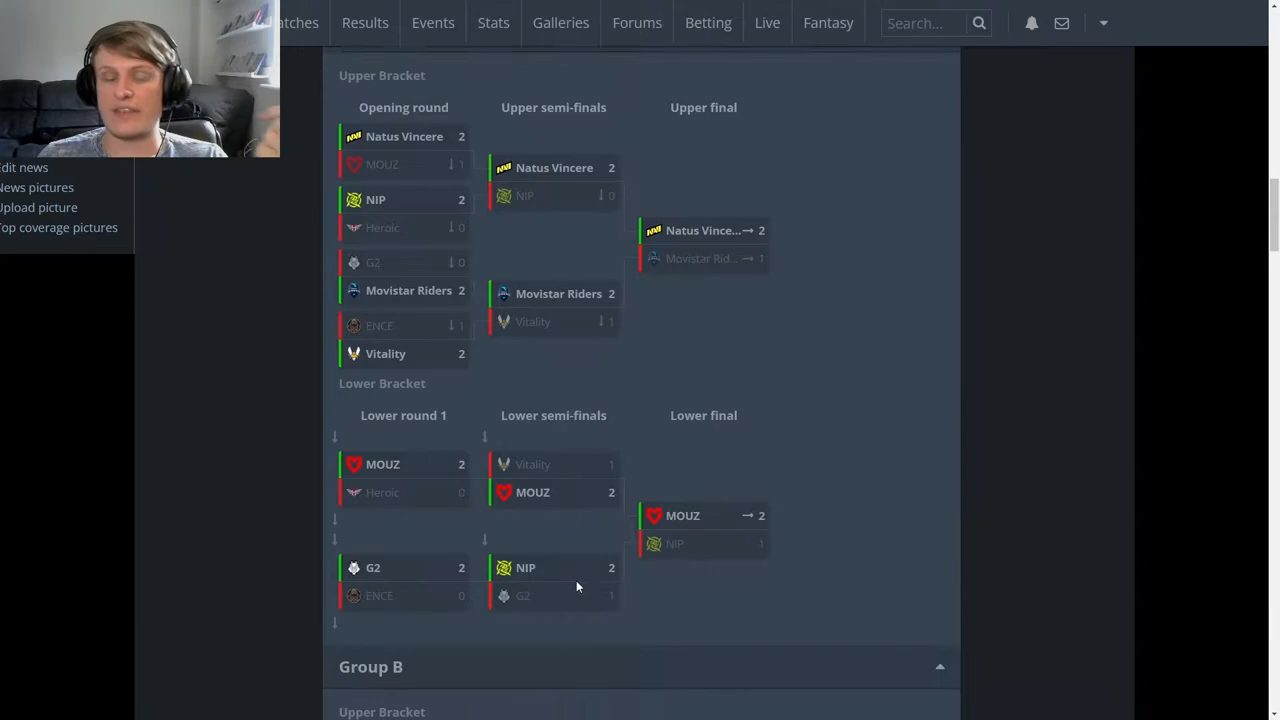 atches Results Events Stats Galleries Forums Betting Live Fantasy Search...
Edit news
News pictures
Upload picture
Top coverage pictures
Upper Bracket
Opening round Upper semi-finals Upper final
Natus Vincere 2
MOUZ 1
NIP 2
Heroic 0
G2 0
Movistar Riders 2
ENCE 1
Vitality 2
Natus Vincere 2
NIP 0
Movistar Riders 2
Vitality 1
Natus Vince... → 2
Movistar Rid... → 1
Lower Bracket
Lower round 1 Lower semi-finals Lower final
MOUZ 2
Heroic 0
G2 2
ENCE 0
Vitality 1
MOUZ 2
NIP 2
G2 1
MOUZ → 2
NIP 1
Group B
Upper Bracket